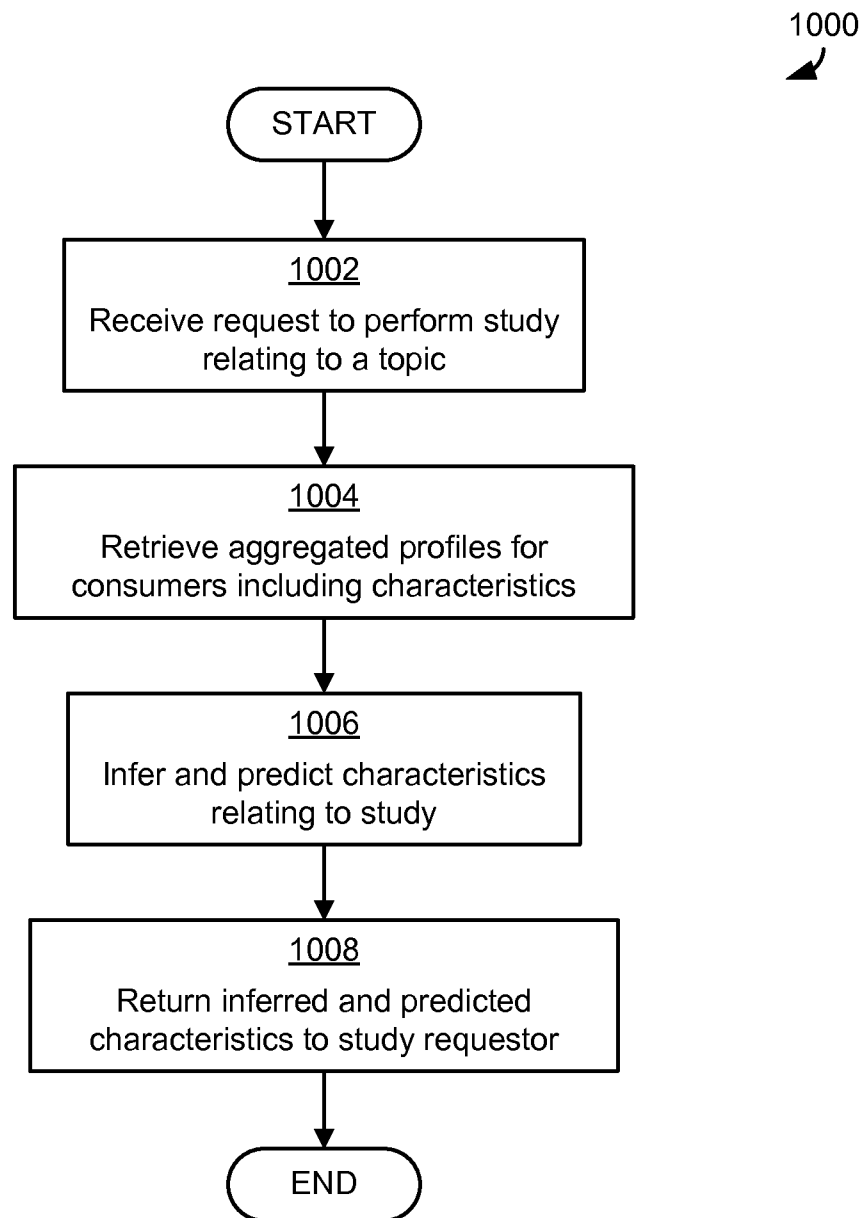 1000
START
1002
Receive request to perform study
relating to a topic
1004
Retrieve aggregated profiles for
consumers including characteristics
1006
Infer and predict characteristics
relating to study
1008
Return inferred and predicted
characteristics to study requestor
END